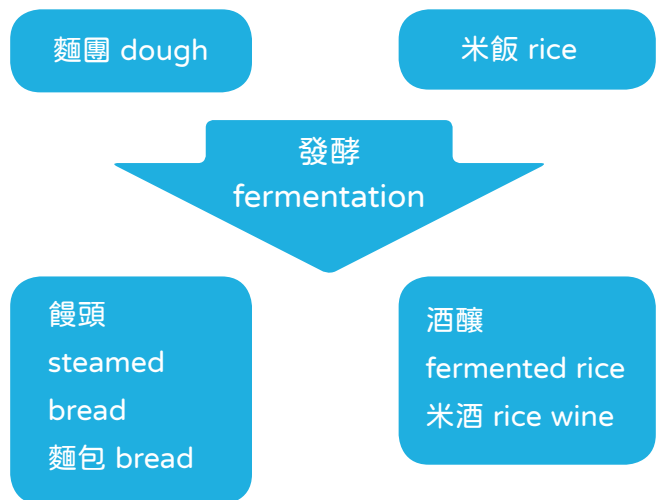 麵團 dough
米飯 rice
發酵
fermentation
饅頭
steamed
bread
麵包 bread
酒釀
fermented rice
米酒 rice wine